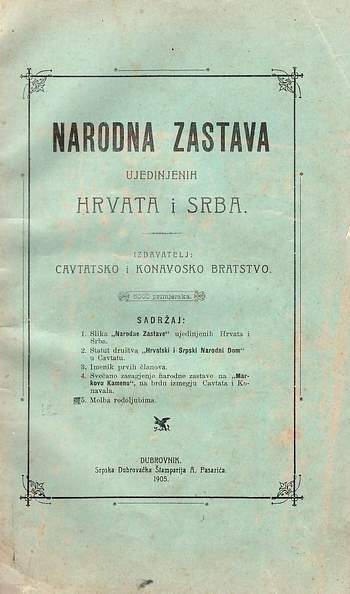 NARODNA ZASTAVA
UJEDINJENIH
HRVATA i SRBA.
IZDAVATELJ:
CAVTATSKO i KONAVOSKO BRATSTVO.
5000 primjeraka.
SADRŽAJ:
1. Slika „Narodne Zastave" ujedinjenih Hrvata i
Srba.
2. Statut društva „Hrvatski i Srpski Narodni Dom"
u Cavtatu.
3. Imenik prvih članova.
4. Svečano zasagjenje narodne zastave na „Mar-
kovu Kamenu", na brdu izmegju Cavtata i Ko-
navala.
5. Molba rodoljubima.
DUBROVNIK.
Srpska Dubrovačka Štamparija A. Pasarića.
1905.